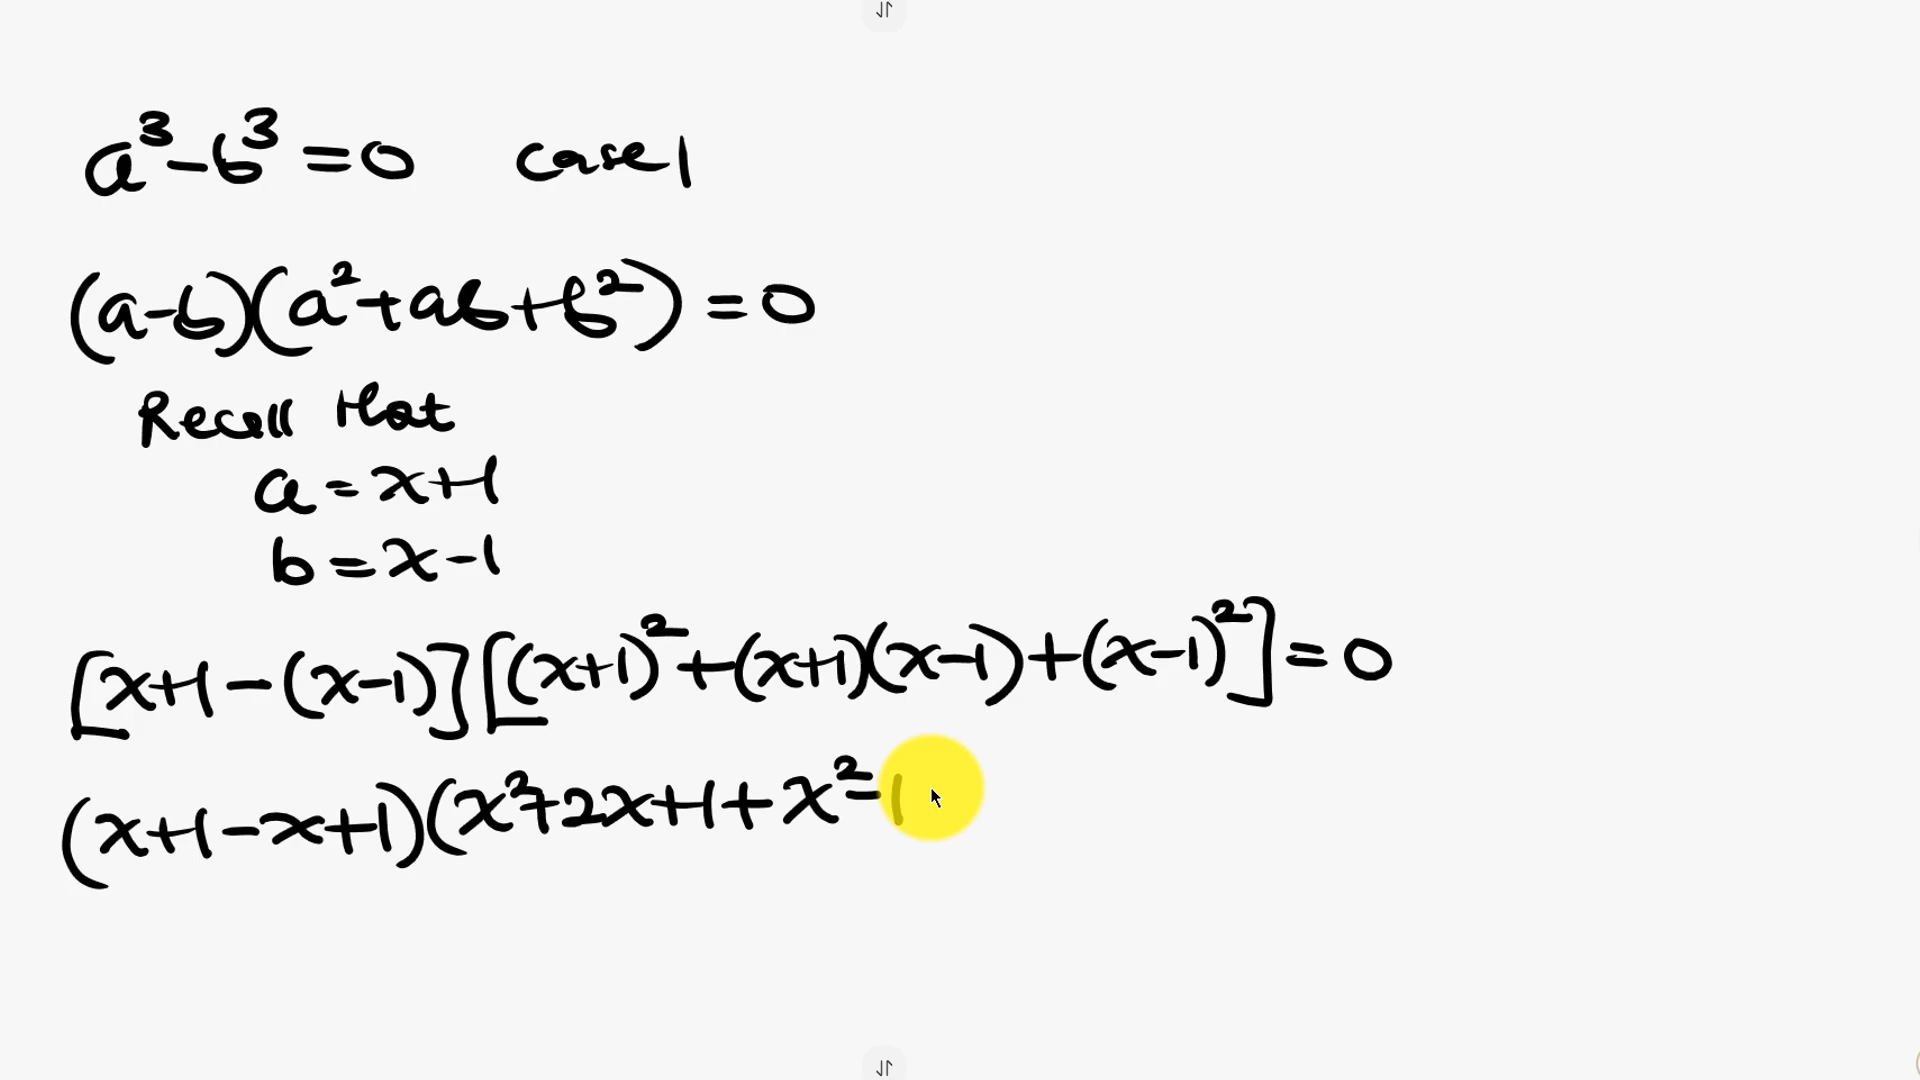 a³-b³=0 case 1
(a-b)(a²+ab+b²)=0
Recall that
a=x+1
b=x-1
[x+1-(x-1)][(x+1)²+(x+1)(x-1)+(x-1)²]=0
(x+1-x+1)(x²+2x+1+x²-1